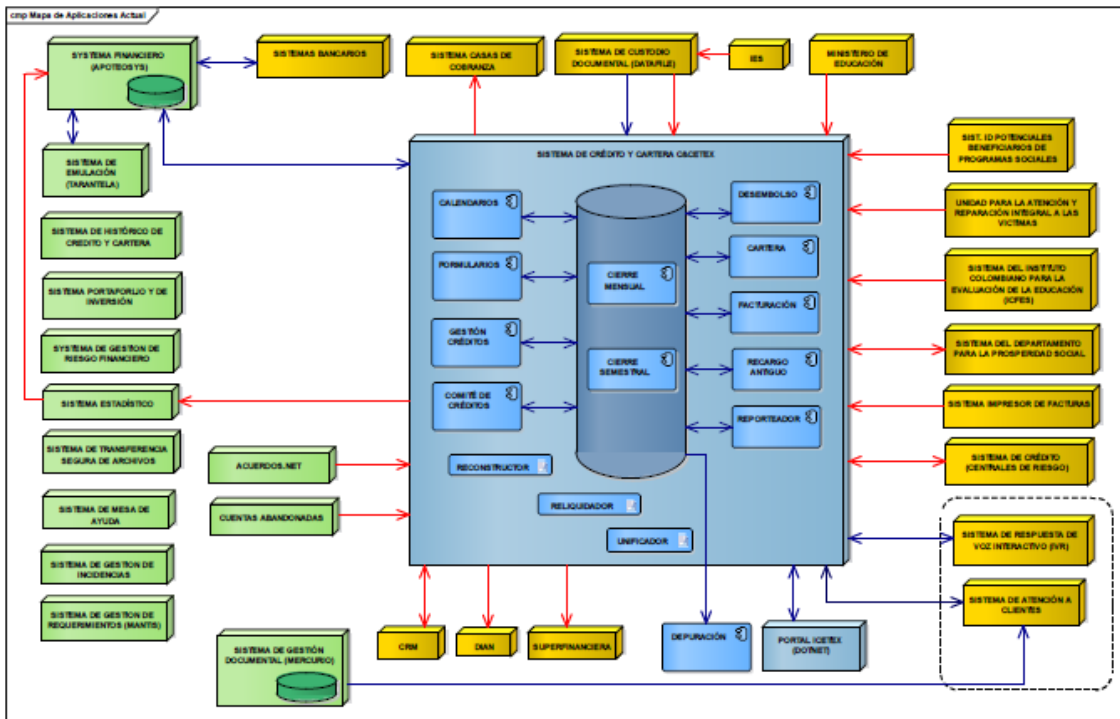 cmp Mapa de Aplicaciones Actual
SYSTEMA FINANCIERO
(APOTEOSYS)
SISTEMAS BANCARIOS
SISTEMA CASAS DE
COBRANZA
SISTEMA DE CUSTODIO
DOCUMENTAL (DATAFILE)
IES
MINISTERIO DE
EDUCACIÓN
SISTEMA DE
EMULACIÓN
(TARANTELA)
SISTEMA DE HISTÓRICO DE
CREDITO Y CARTERA
SISTEMA PORTAFOLIO Y DE
INVERSIÓN
SYSTEMA DE GESTION DE
RIESGO FINANCIERO
SISTEMA ESTADÍSTICO
SISTEMA DE TRANSFERENCIA
SEGURA DE ARCHIVOS
SISTEMA DE MESA DE
AYUDA
SISTEMA DE GESTION DE
INCIDENCIAS
SISTEMA DE GESTION DE
REQUERIMIENTOS (MANTIS)
ACUERDOS.NET
CUENTAS ABANDONADAS
SISTEMA DE GESTIÓN
DOCUMENTAL (MERCURIO)
SISTEMA DE CRÉDITO Y CARTERA C&CETEX
CALENDARIOS
FORMULARIOS
GESTIÓN
CRÉDITOS
COMITÉ DE
CRÉDITOS
CIERRE
MENSUAL
CIERRE
SEMESTRAL
DESEMBOLSO
CARTERA
FACTURACIÓN
RECARGO
ANTIGUO
REPORTEADOR
RECONSTRUCTOR
RELIQUIDADOR
UNIFICADOR
CRM
DIAN
SUPERFINANCIERA
DEPURACIÓN
PORTAL ICETEX
(DOTNET)
SIST. ID POTENCIALES
BENEFICIARIOS DE
PROGRAMAS SOCIALES
UNIDAD PARA LA ATENCIÓN Y
REPARACIÓN INTEGRAL A LAS
VICTIMAS
SISTEMA DEL INSTITUTO
COLOMBIANO PARA LA
EVALUACIÓN DE LA EDUCACIÓN
(ICFES)
SISTEMA DEL DEPARTAMENTO
PARA LA PROSPERIDAD SOCIAL
SISTEMA IMPRESOR DE FACTURAS
SISTEMA DE CRÉDITO
(CENTRALES DE RIESGO)
SISTEMA DE RESPUESTA DE
VOZ INTERACTIVO (IVR)
SISTEMA DE ATENCIÓN A
CLIENTES